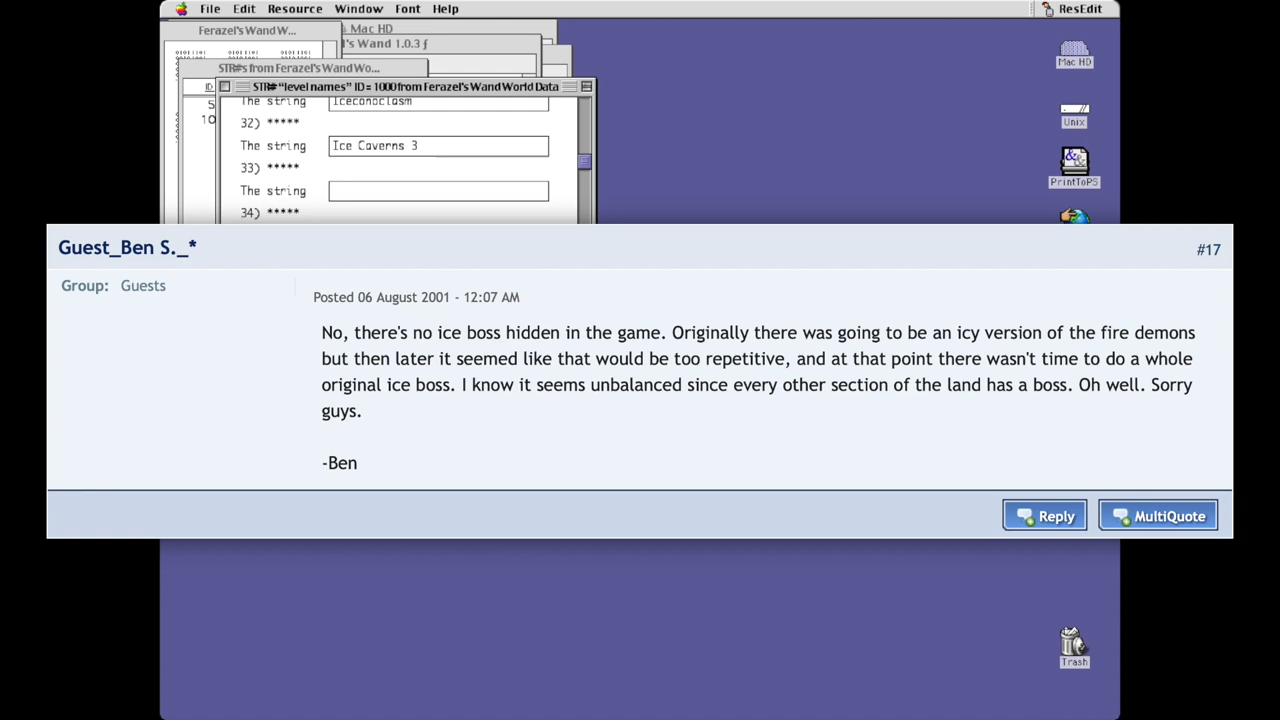 File Edit Resource Window Font Help
ResEdit
Ferazel's Wand W...
Mac HD
l's Wand 1.0.3 ƒ
STR#s from Ferazel's Wand Wo...
STR# "level names" ID = 1000 from Ferazel's Wand World Data
ID
5
10
The string Iceconoclasm
32) *****
The string Ice Caverns 3
33) *****
The string
34) *****
Mac HD
Unix
PrintToPS
Guest_Ben S._*
#17
Group: Guests
Posted 06 August 2001 - 12:07 AM
No, there's no ice boss hidden in the game. Originally there was going to be an icy version of the fire demons
but then later it seemed like that would be too repetitive, and at that point there wasn't time to do a whole
original ice boss. I know it seems unbalanced since every other section of the land has a boss. Oh well. Sorry
guys.
-Ben
Reply
MultiQuote
Trash